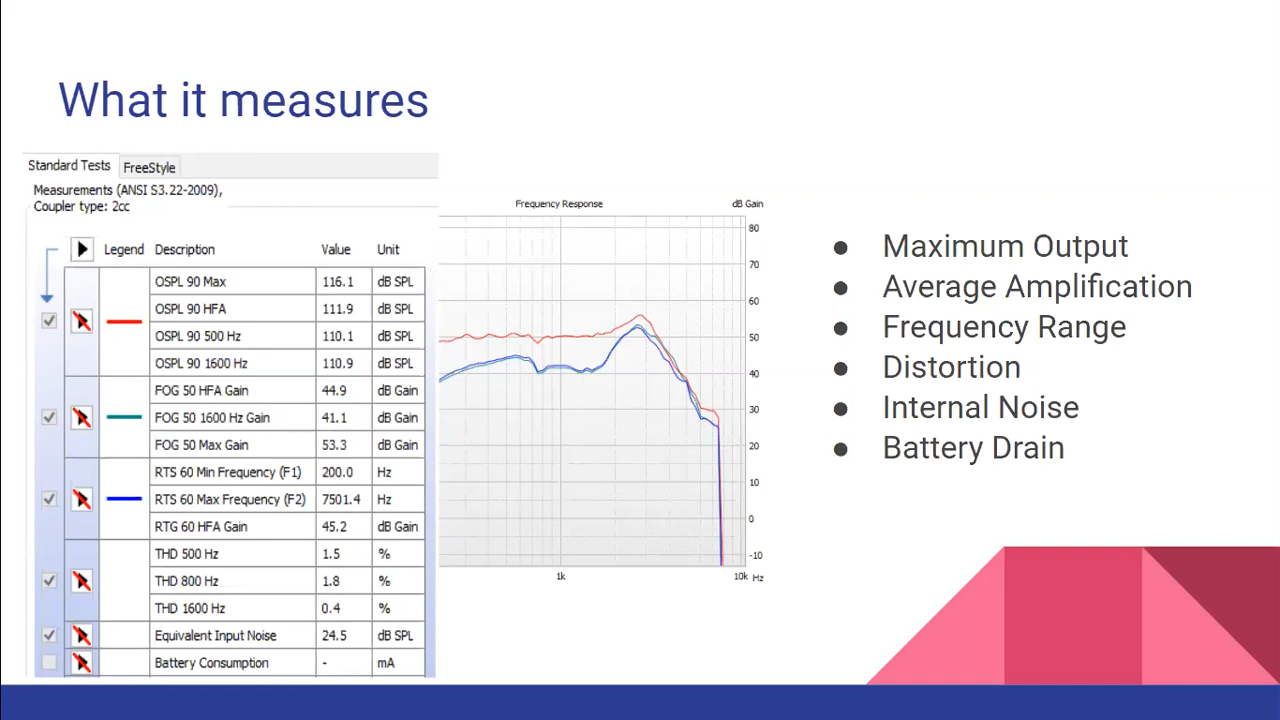 What it measures
Standard Tests FreeStyle
Measurements (ANSI S3.22-2009),
Coupler type: 2cc
Legend Description Value Unit
OSPL 90 Max 116.1 dB SPL
OSPL 90 HFA 111.9 dB SPL
OSPL 90 500 Hz 110.1 dB SPL
OSPL 90 1600 Hz 110.9 dB SPL
FOG 50 HFA Gain 44.9 dB Gain
FOG 50 1600 Hz Gain 41.1 dB Gain
FOG 50 Max Gain 53.3 dB Gain
RTS 60 Min Frequency (F1) 200.0 Hz
RTS 60 Max Frequency (F2) 7501.4 Hz
RTG 60 HFA Gain 45.2 dB Gain
THD 500 Hz 1.5 %
THD 800 Hz 1.8 %
THD 1600 Hz 0.4 %
Equivalent Input Noise 24.5 dB SPL
Battery Consumption - mA
Frequency Response dB Gain
80
70
60
50
40
30
20
10
0
-10
1k 10k Hz
● Maximum Output
● Average Amplification
● Frequency Range
● Distortion
● Internal Noise
● Battery Drain